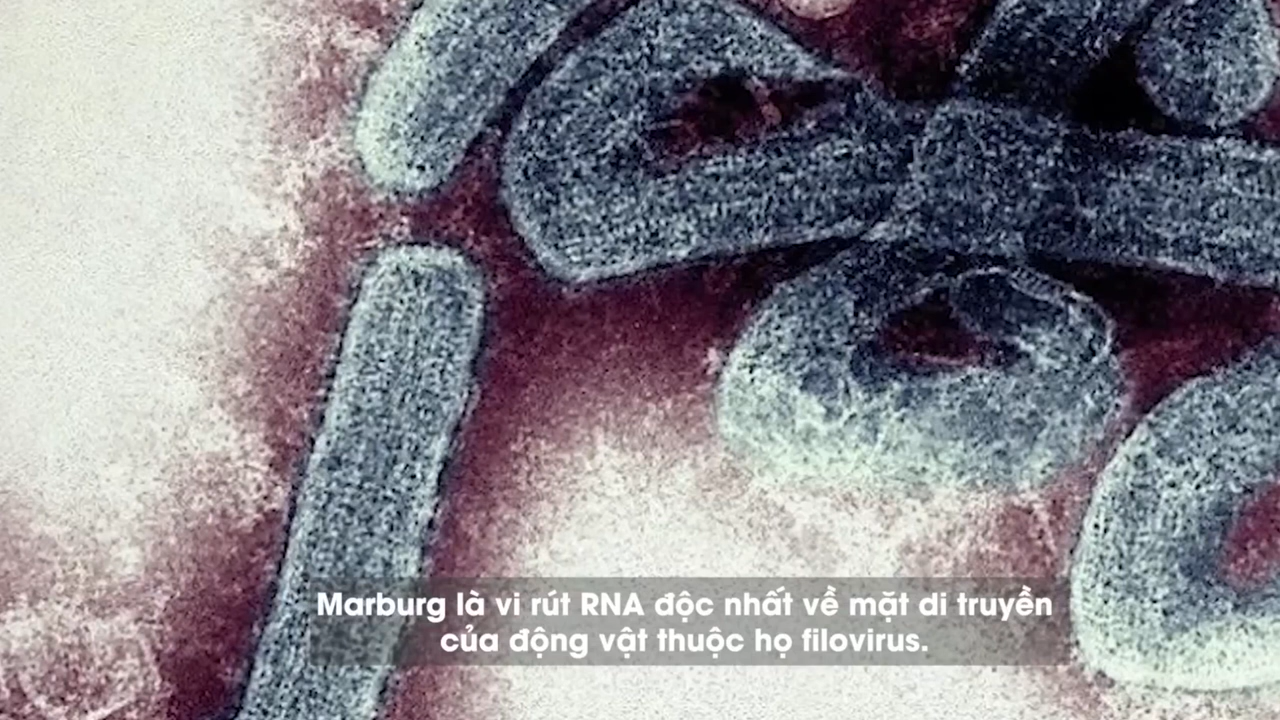 Marburg là vi rút RNA độc nhất về mặt di truyền
của động vật thuộc họ filovirus.